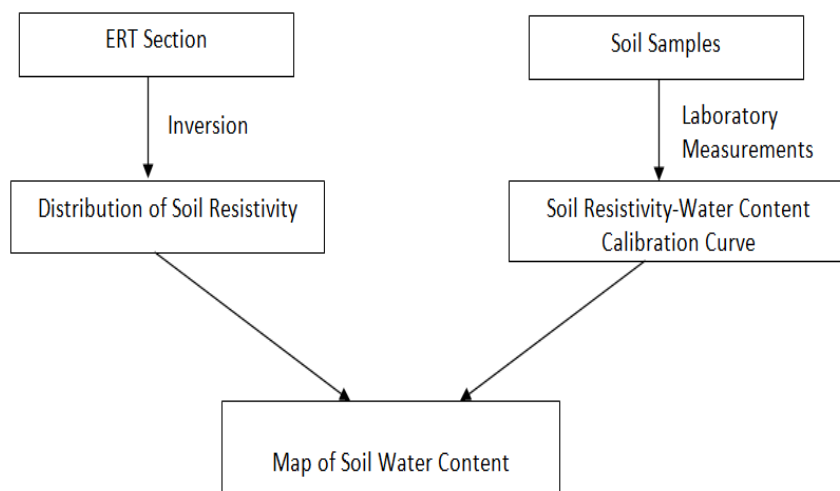 ERT Section
Soil Samples
Inversion
Laboratory
Measurements
Distribution of Soil Resistivity
Soil Resistivity-Water Content
Calibration Curve
Map of Soil Water Content